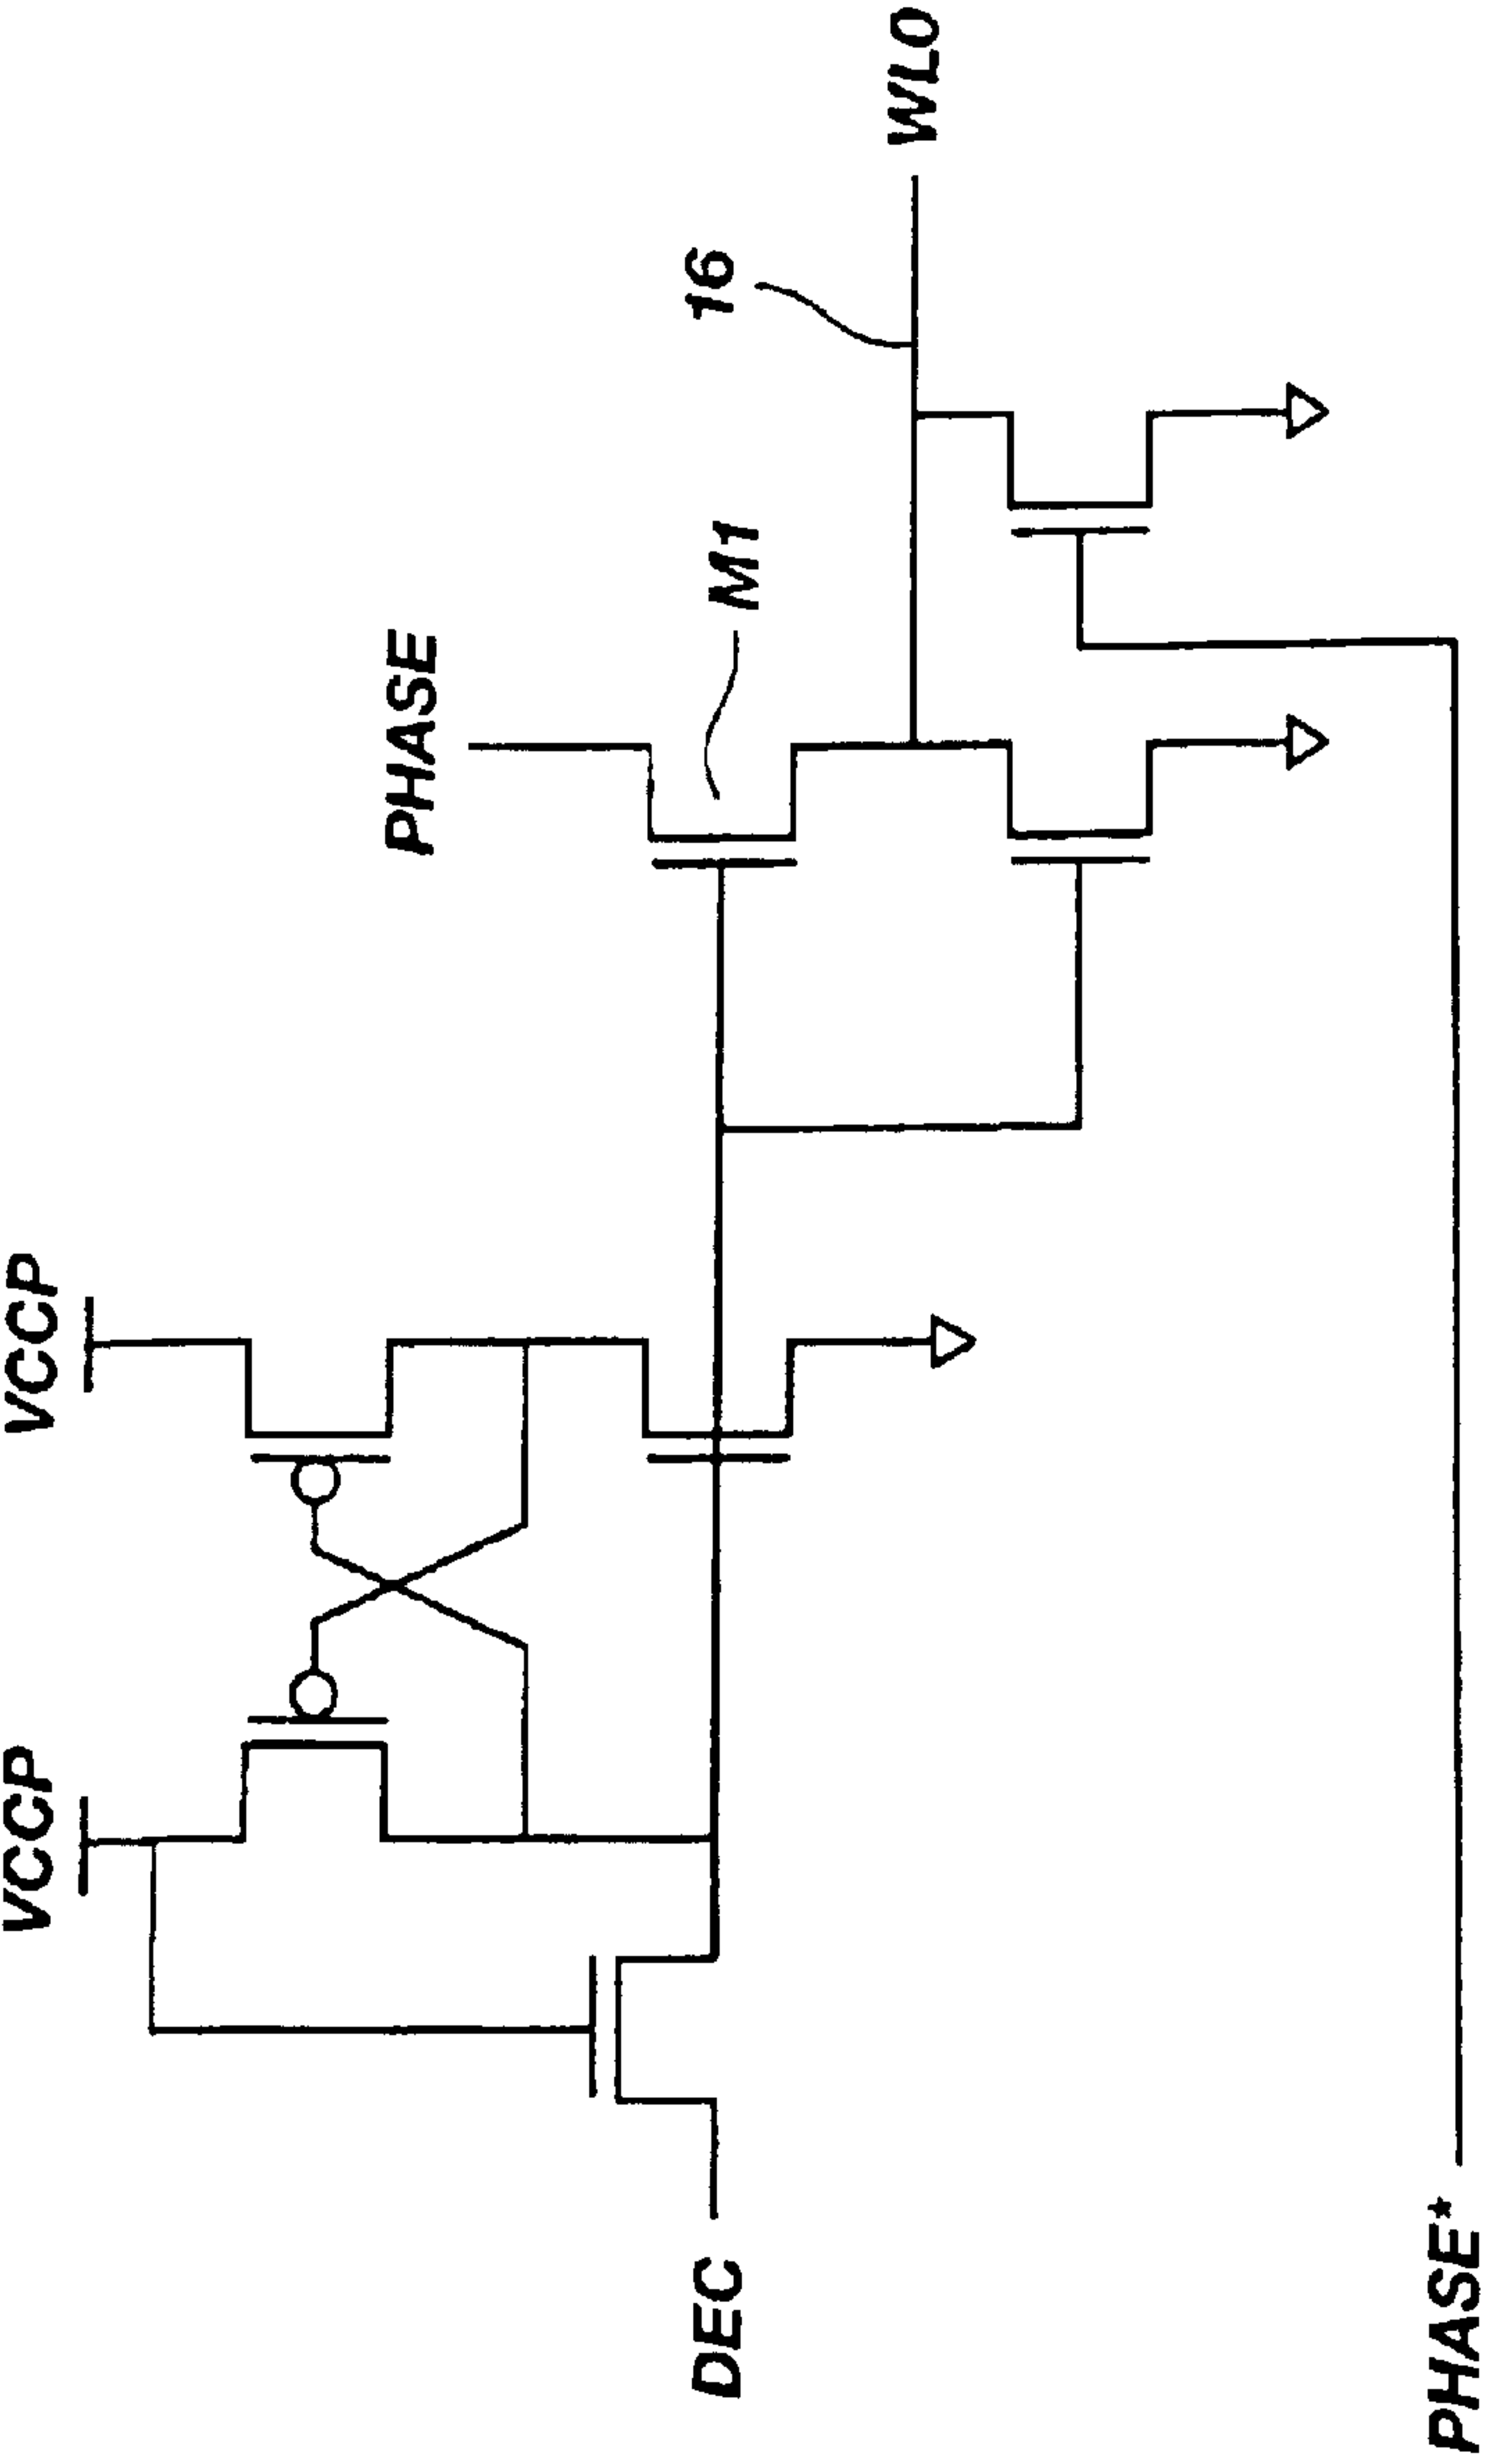 VCCP
VCCP
PHASE
M1
16
WL0
DEC
PHASE*